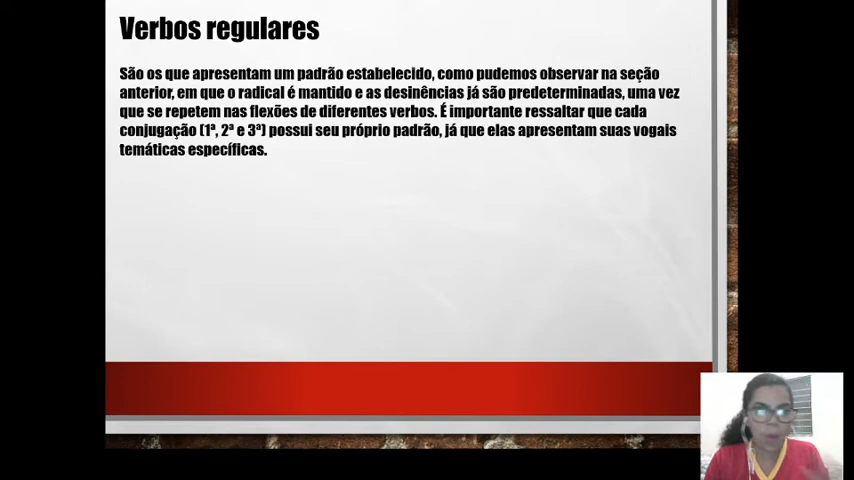 Verbos regulares
São os que apresentam um padrão estabelecido, como pudemos observar na seção
anterior, em que o radical é mantido e as desinências já são predeterminadas, uma vez
que se repetem nas flexões de diferentes verbos. É importante ressaltar que cada
conjugação (1ª, 2ª e 3º) possui seu próprio padrão, já que elas apresentam suas vogais
temáticas específicas.